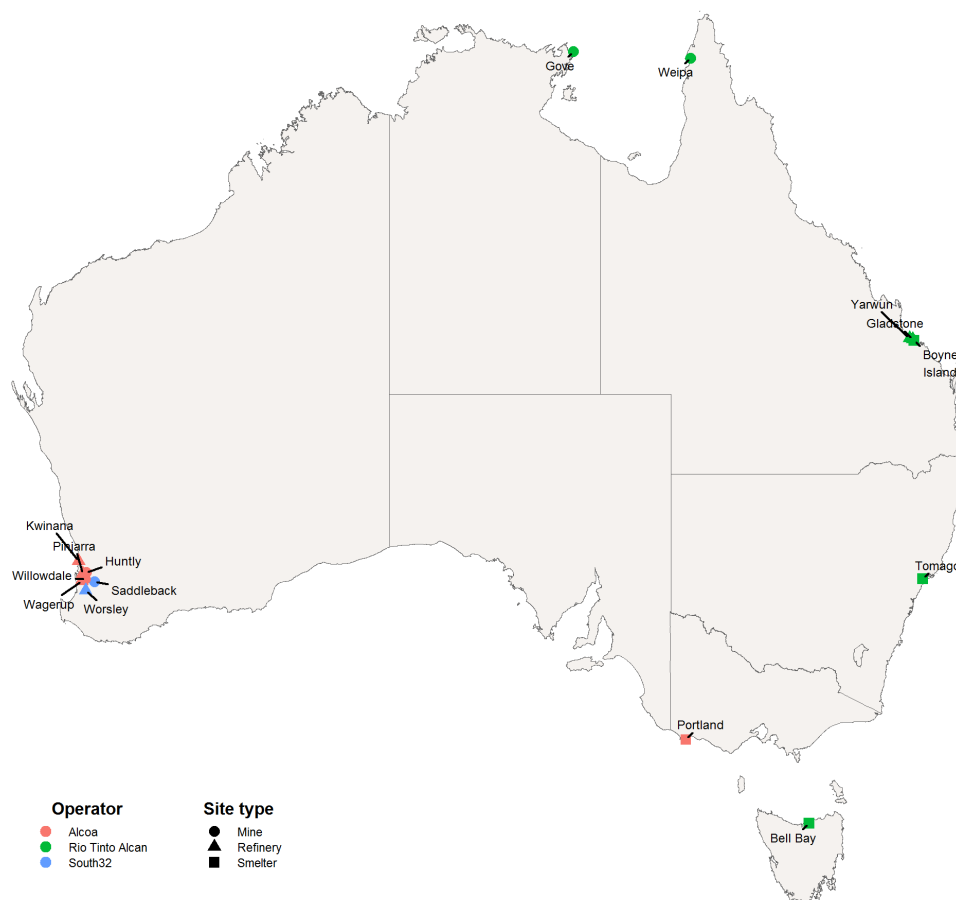 Gove
Weipa
Yarwun
Gladstone
Boyne
Island
Kwinana
Pinjarra
Huntly
Willowdale
Saddleback
Wagerup
Worsley
Tomago
Portland
Bell Bay
Operator
Alcoa
Rio Tinto Alcan
South32
Site type
Mine
Refinery
Smelter